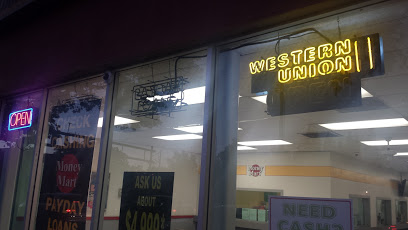 WESTERN
UNION
OPEN
Money
Mart
PAYDAY
LOANS
ASK US
ABOUT
NEED
CASH?